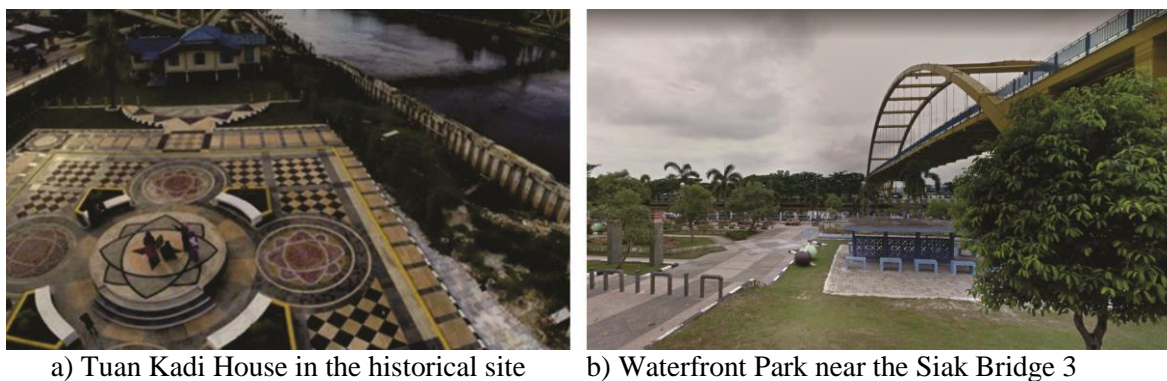 a) Tuan Kadi House in the historical site
b) Waterfront Park near the Siak Bridge 3